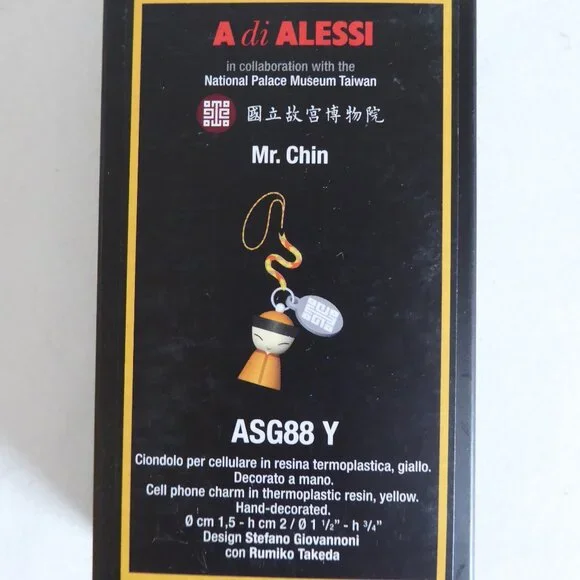 A di ALESSI
in collaboration with the
National Palace Museum Taiwan
國立故宮博物院
Mr. Chin
ASG88 Y
Ciondolo per cellulare in resina termoplastica, giallo.
Decorato a mano.
Cell phone charm in thermoplastic resin, yellow.
Hand-decorated.
Ø cm 1,5 - h cm 2 / Ø 1 ½” - h ¾”
Design Stefano Giovannoni
con Rumiko Takeda